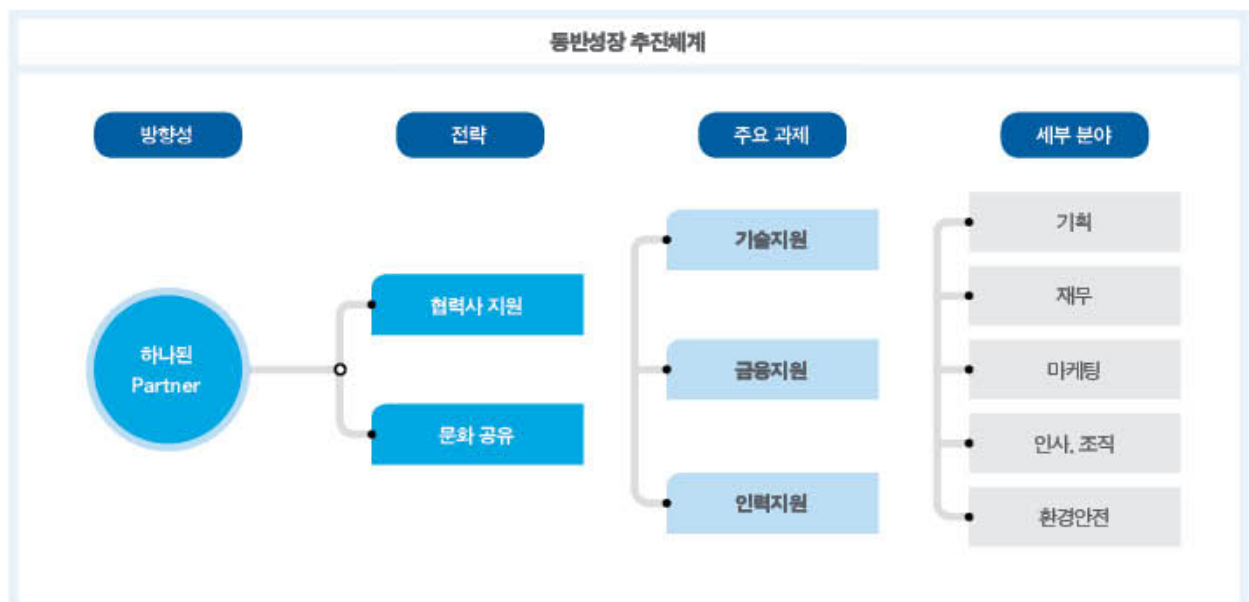 동반성장 추진체계
방향성
전략
주요 과제
세부 분야
하나된
Partner
협력사 지원
문화 공유
기술지원
금융지원
인력지원
기획
재무
마케팅
인사, 조직
환경안전